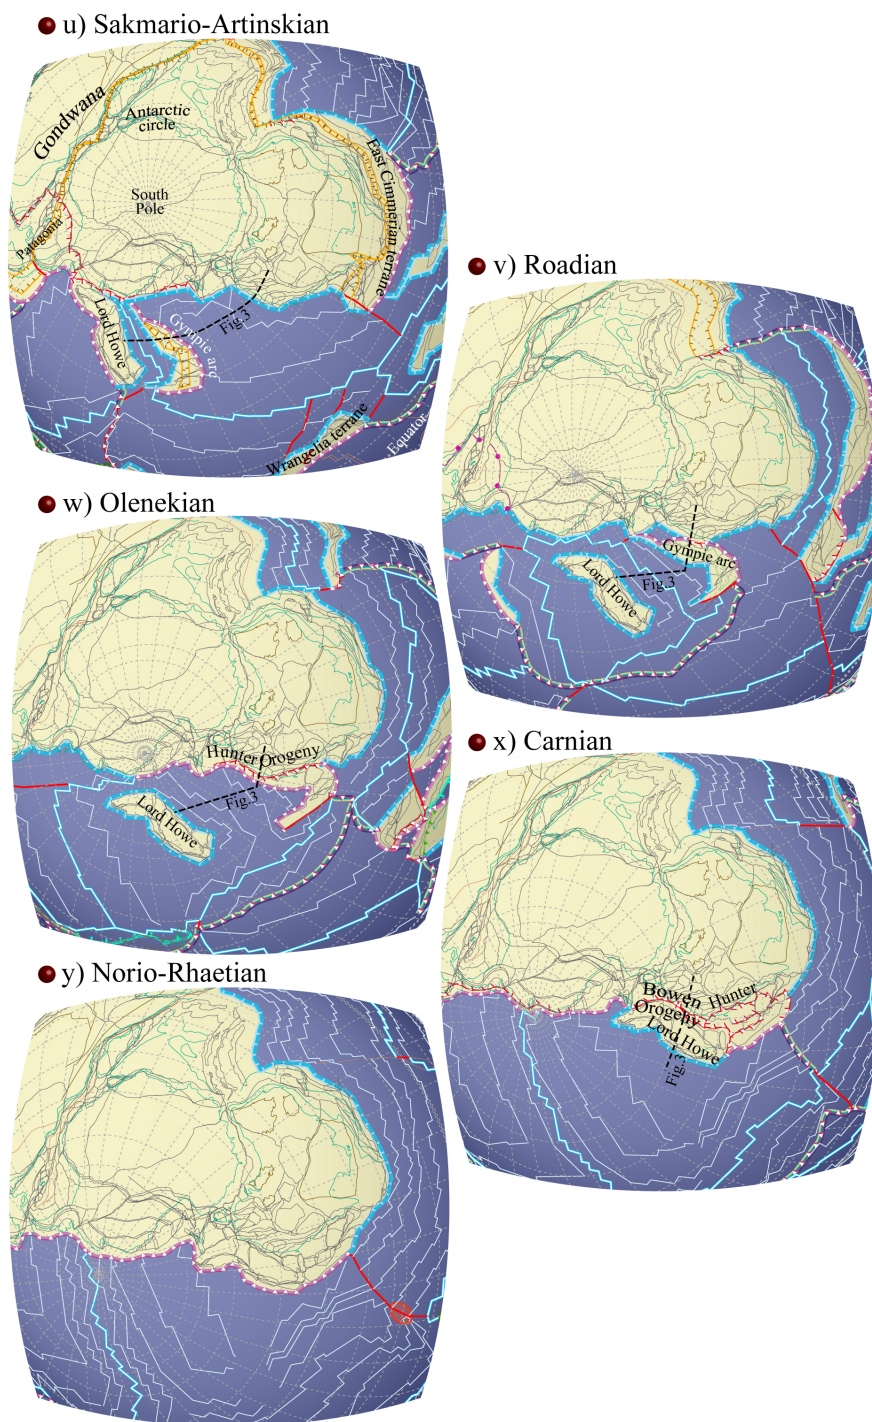 u) Sakmario-Artinskian
Gondwana
Antarctic
circle
South
Pole
Patagonia
East Cimmerian terrane
Lord Howe
Gympie arc
Fig.3
Wrangelia terrane
Equator
v) Roadian
Gympie arc
Lord Howe
Fig.3
w) Olenekian
Hunter Orogeny
Fig.3
Lord Howe
x) Carnian
Bowen
Orogeny
Hunter
Lord Howe
Fig.3
y) Norio-Rhaetian